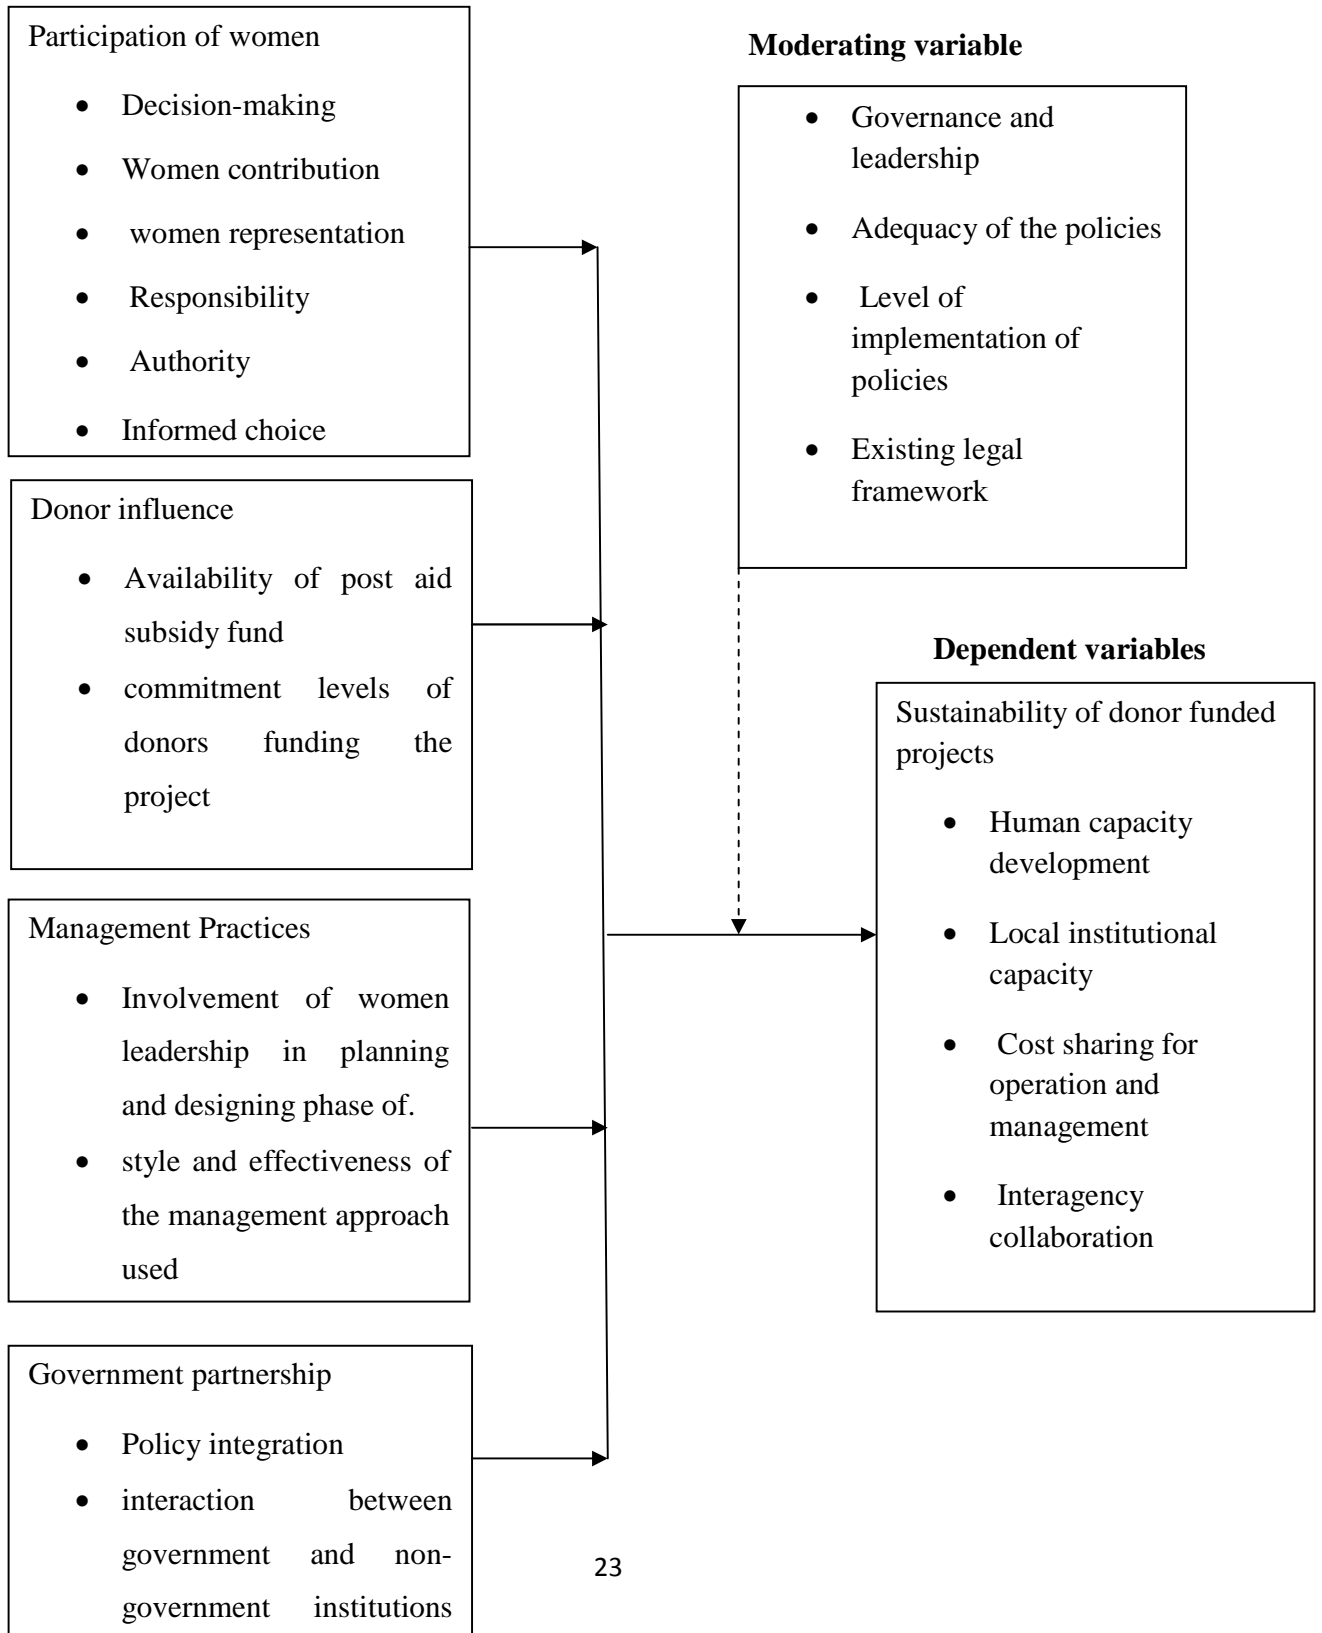 Participation of women
• Decision-making
• Women contribution
• women representation
• Responsibility
• Authority
• Informed choice
Donor influence
• Availability of post aid
subsidy fund
• commitment levels of
donors funding the
project
Management Practices
• Involvement of women
leadership in planning
and designing phase of.
• style and effectiveness of
the management approach
used
Government partnership
• Policy integration
• interaction between
government and non-
government institutions
Moderating variable
• Governance and
leadership
• Adequacy of the policies
• Level of
implementation of
policies
• Existing legal
framework
Dependent variables
Sustainability of donor funded
projects
• Human capacity
development
• Local institutional
capacity
• Cost sharing for
operation and
management
• Interagency
collaboration
23